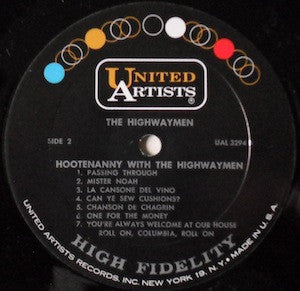 UNITED
ARTISTS®
THE HIGHWAYMEN
SIDE 2
UAL 3294 B
HOOTENANNY WITH THE HIGHWAYMEN
1. PASSING THROUGH
2. MISTER NOAH
3. LA CANSONE DEL VINO
4. CAN YE SEW CUSHIONS?
5. CHANSON DE CHAGRIN
6. ONE FOR THE MONEY
7. YOU'RE ALWAYS WELCOME AT OUR HOUSE
ROLL ON, COLUMBIA, ROLL ON
HIGH FIDELITY
UNITED ARTISTS RECORDS, INC. NEW YORK 19, N.Y. • MADE IN U.S.A.